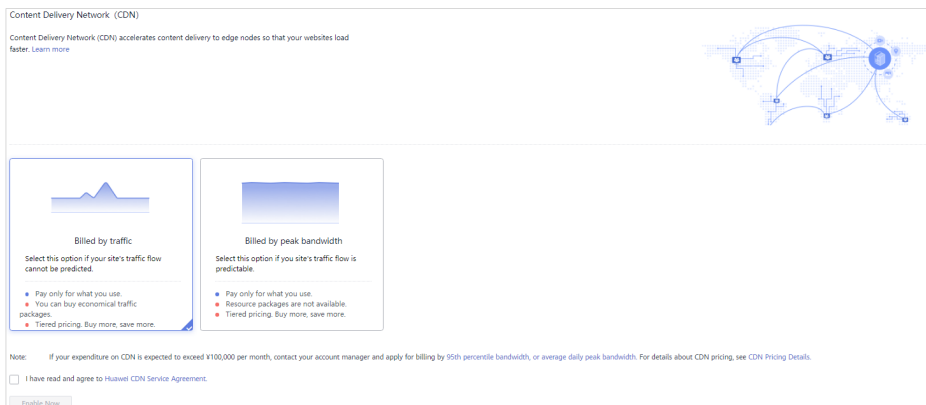 Content Delivery Network (CDN)
Content Delivery Network (CDN) accelerates content delivery to edge nodes so that your websites load
faster. Learn more
Billed by traffic
Select this option if your site's traffic flow
cannot be predicted.
Pay only for what you use.
You can buy economical traffic
packages.
Tiered pricing. Buy more, save more.
Billed by peak bandwidth
Select this option if you site's traffic flow is
predictable.
Pay only for what you use.
Resource packages are not available.
Tiered pricing. Buy more, save more.
Note: If your expenditure on CDN is expected to exceed ¥100,000 per month, contact your account manager and apply for billing by 95th percentile bandwidth, or average daily peak bandwidth. For details about CDN pricing, see CDN Pricing Details.
I have read and agree to Huawei CDN Service Agreement.
Enable Now